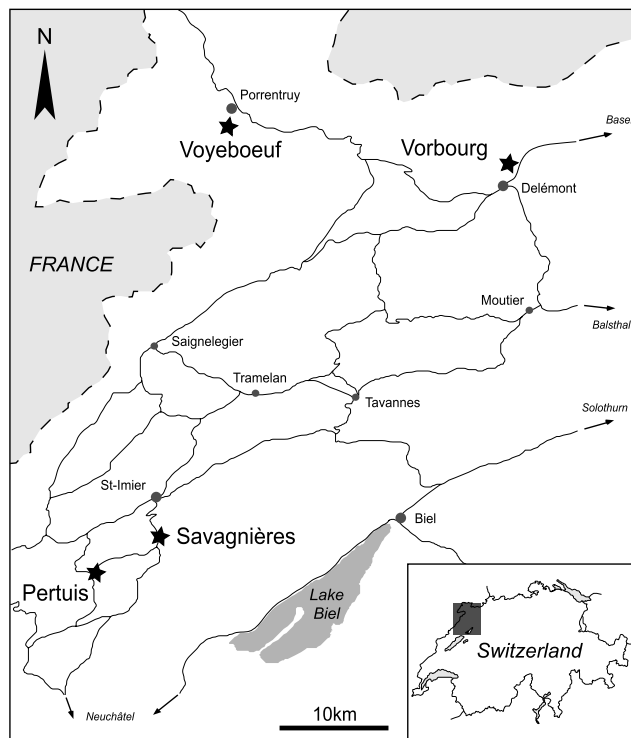 N
Porrentruy
Voyeboeuf
Vorbourg
Basel
Delémont
FRANCE
Moutier
Balsthal
Saignelegier
Tramelan
Tavannes
Solothurn
St-Imier
Savagnières
Biel
Pertuis
Lake
Biel
Switzerland
Neuchâtel
10km